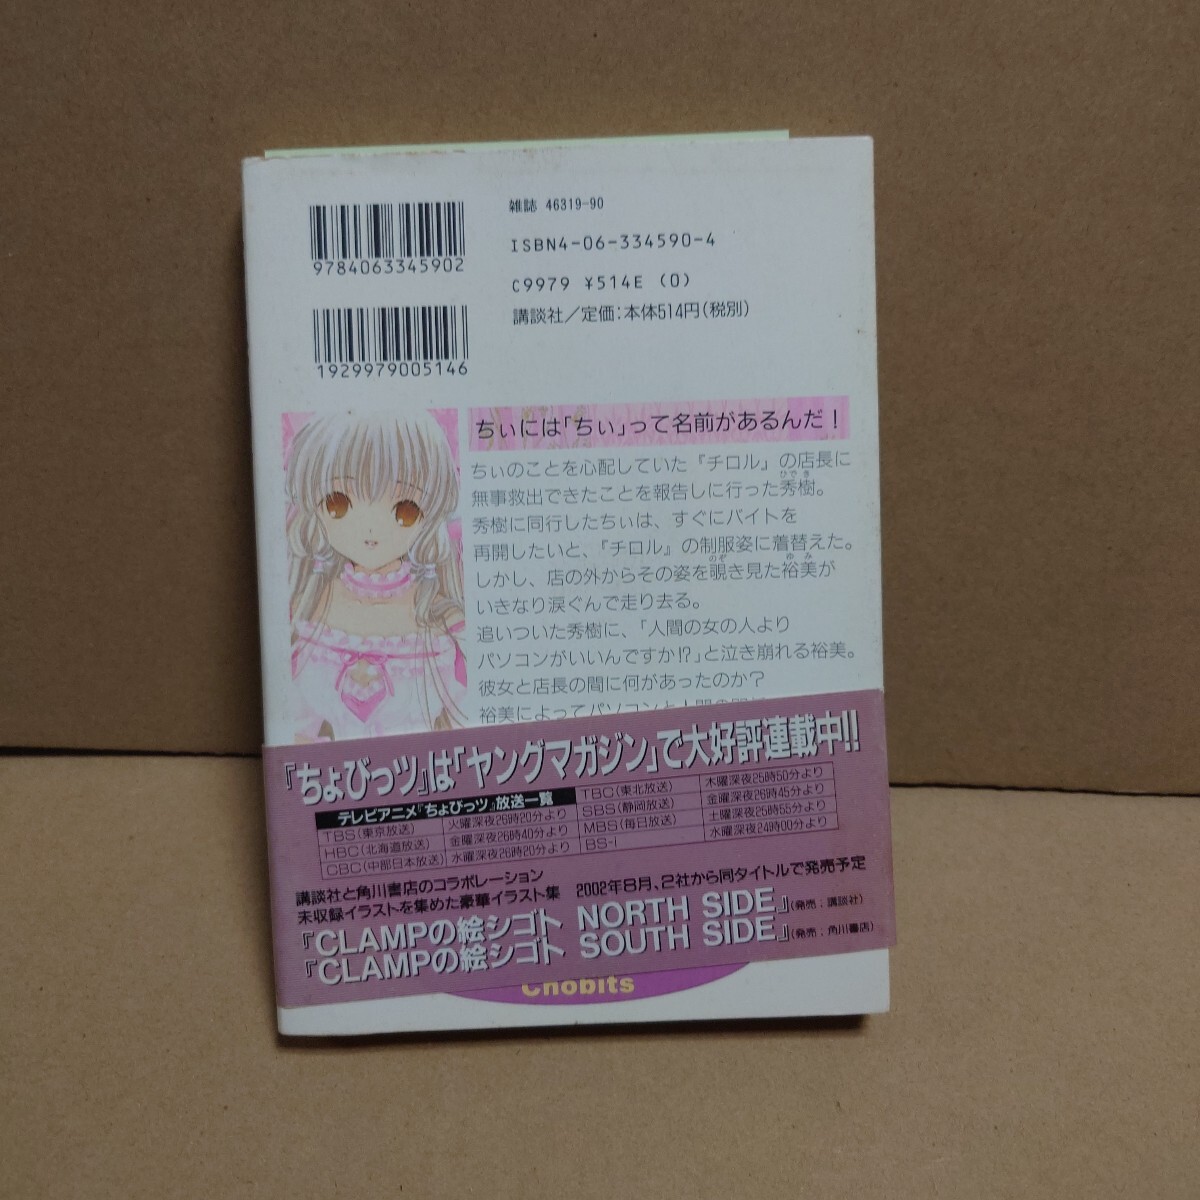 雑誌 46319-90
ISBN4-06-334590-4
9784063345902
C9979 ¥514E (0)
講談社／定価:本体514円(税別)
1929979005146
ちぃには「ちぃ」って名前があるんだ！
ちぃのことを心配していた『チロル』の店長に
無事救出できたことを報告しに行った秀樹。
ひでき
秀樹に同行したちぃは、すぐにバイトを
再開したいと、『チロル』の制服姿に着替えた。
しかし、店の外からその姿を覗き見た裕美が
のぞ ゆみ
いきなり涙ぐんで走り去る。
追いついた秀樹に、「人間の女の人より
パソコンがいいんですか!?」と泣き崩れる裕美。
彼女と店長の間に何があったのか？
裕美によってパソコンと人間の
『ちょびっツ』は「ヤングマガジン」で大好評連載中!!
テレビアニメ『ちょびっツ』放送一覧
TBS(東京放送) 火曜深夜26時20分より
HBC(北海道放送) 金曜深夜26時40分より
CBC(中部日本放送) 水曜深夜26時20分より
TBC(東北放送) 木曜深夜25時50分より
SBS(静岡放送) 金曜深夜26時45分より
MBS(毎日放送) 土曜深夜25時55分より
BS-i 水曜深夜24時00分より
講談社と角川書店のコラボレーション
未収録イラストを集めた豪華イラスト集 2002年8月、2社から同タイトルで発売予定
『CLAMPの絵シゴト NORTH SIDE』(発売：講談社)
『CLAMPの絵シゴト SOUTH SIDE』(発売：角川書店)
Chobits